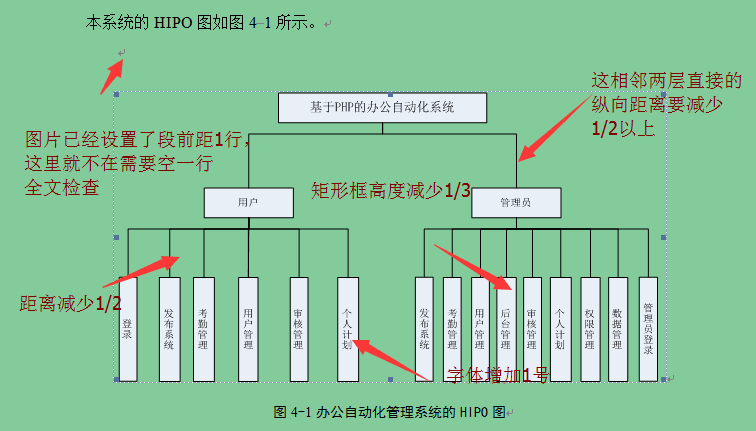 本系统的 HIPO 图如图 4-1 所示。
这相邻两层直接的
纵向距离要减少
1/2以上
基于PHP的办公自动化系统
图片已经设置了段前距1行，
这里就不在需要空一行
全文检查
矩形框高度减少1/3
用户
管理员
距离减少1/2
登录
发布系统
考勤管理
用户管理
审核管理
个人计划
发布系统
考勤管理
用户管理
后台管理
审核管理
个人计划
权限管理
数据管理
管理员登录
字体增加1号
图 4-1 办公自动化管理系统的 HIPO 图